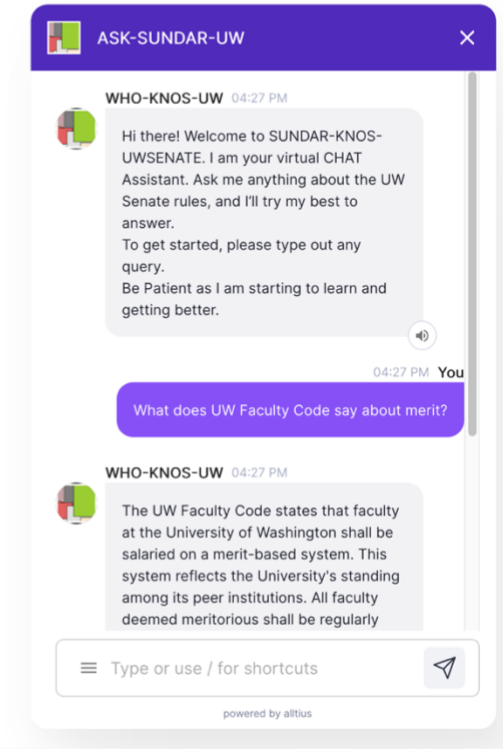 ASK-SUNDAR-UW
WHO-KNOS-UW 04:27 PM
Hi there! Welcome to SUNDAR-KNOS-
UWSENATE. I am your virtual CHAT
Assistant. Ask me anything about the UW
Senate rules, and I'll try my best to
answer.
To get started, please type out any
query.
Be Patient as I am starting to learn and
getting better.
04:27 PM You
What does UW Faculty Code say about merit?
WHO-KNOS-UW 04:27 PM
The UW Faculty Code states that faculty
at the University of Washington shall be
salaried on a merit-based system. This
system reflects the University's standing
among its peer institutions. All faculty
deemed meritorious shall be regularly
Type or use / for shortcuts
powered by alltius